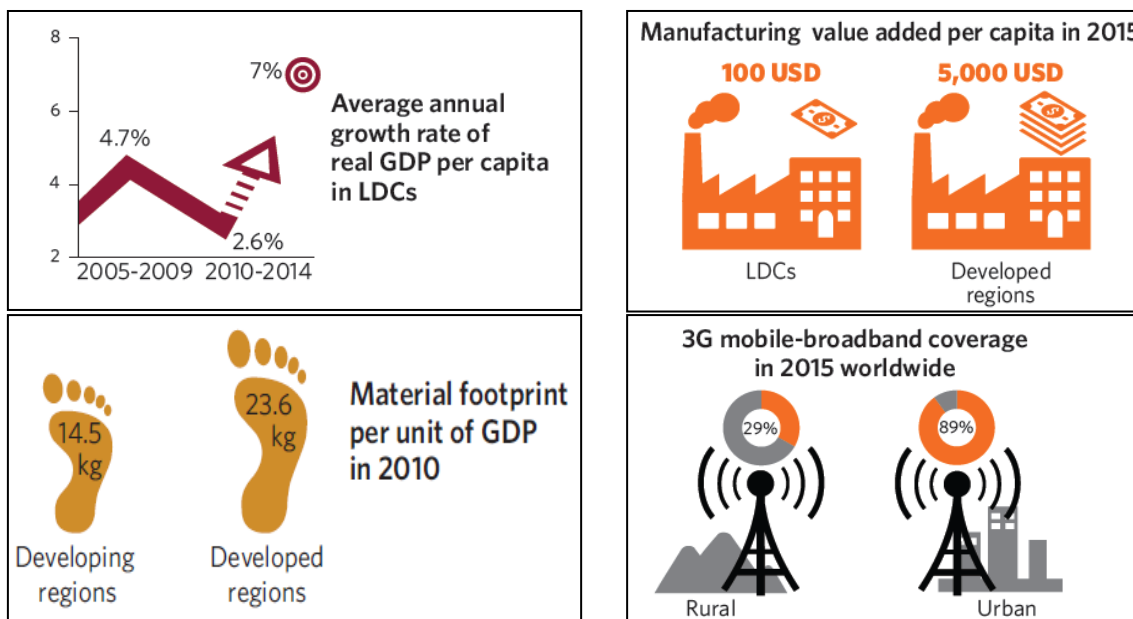 8
7%
6
4.7%
4
2.6%
2
2005-2009 2010-2014
Average annual
growth rate of
real GDP per capita
in LDCs
Manufacturing value added per capita in 2015
100 USD
5,000 USD
LDCs
Developed
regions
14.5
kg
Developing
regions
23.6
kg
Developed
regions
Material footprint
per unit of GDP
in 2010
3G mobile-broadband coverage
in 2015 worldwide
29%
89%
Rural
Urban